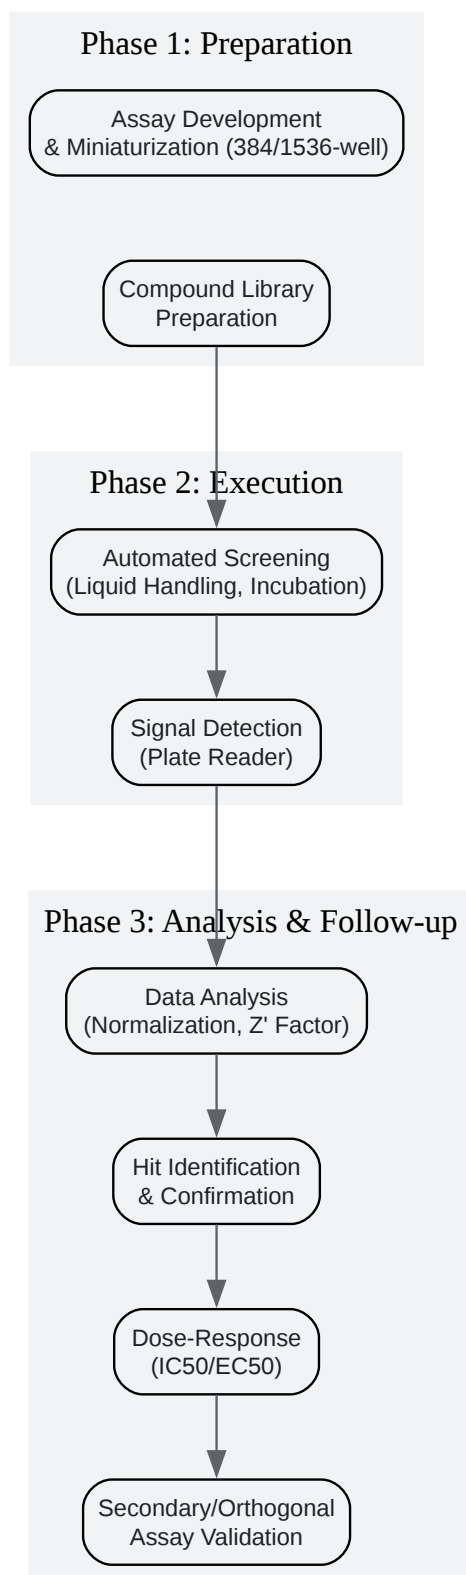 Phase 1: Preparation
Assay Development
& Miniaturization (384/1536-well)
Compound Library
Preparation
Phase 2: Execution
Automated Screening
(Liquid Handling, Incubation)
Signal Detection
(Plate Reader)
Phase 3: Analysis & Follow-up
Data Analysis
(Normalization, Z' Factor)
Hit Identification
& Confirmation
Dose-Response
(IC50/EC50)
Secondary/Orthogonal
Assay Validation